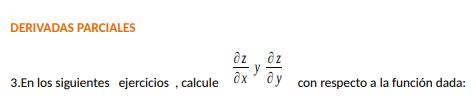 DERIVADAS PARCIALES
3.En los siguientes ejercicios , calcule ∂z/∂x y ∂z/∂y con respecto a la función dada: